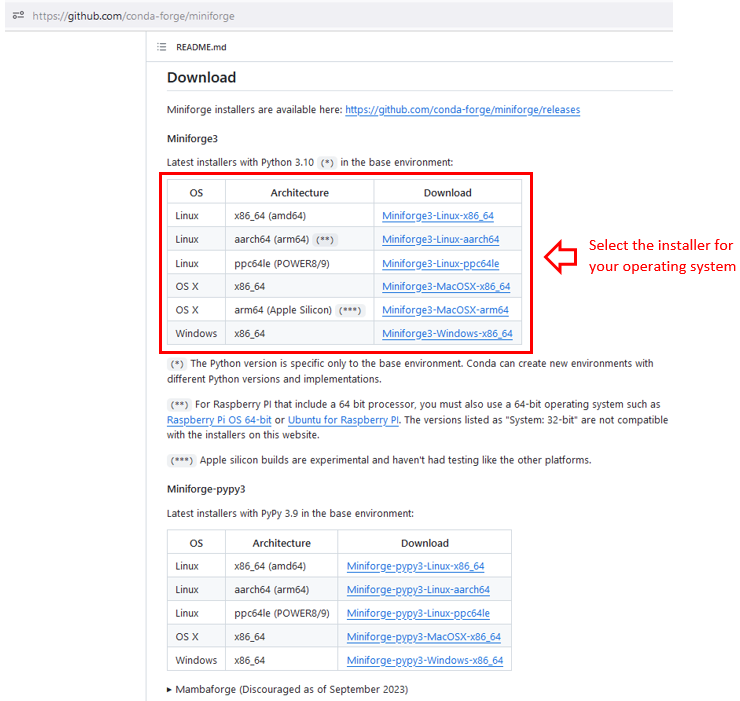 https://github.com/conda-forge/miniforge
README.md
Download
Miniforge installers are available here: https://github.com/conda-forge/miniforge/releases
Miniforge3
Latest installers with Python 3.10 (*) in the base environment:
OS Architecture Download
Linux x86_64 (amd64) Miniforge3-Linux-x86_64
Linux aarch64 (arm64) (**) Miniforge3-Linux-aarch64
Linux ppc64le (POWER8/9) Miniforge3-Linux-ppc64le
OS X x86_64 Miniforge3-MacOSX-x86_64
OS X arm64 (Apple Silicon) (***) Miniforge3-MacOSX-arm64
Windows x86_64 Miniforge3-Windows-x86_64
Select the installer for
your operating system
(*) The Python version is specific only to the base environment. Conda can create new environments with
different Python versions and implementations.
(**) For Raspberry PI that include a 64 bit processor, you must also use a 64-bit operating system such as
Raspberry Pi OS 64-bit or Ubuntu for Raspberry PI. The versions listed as "System: 32-bit" are not compatible
with the installers on this website.
(***) Apple silicon builds are experimental and haven't had testing like the other platforms.
Miniforge-pypy3
Latest installers with PyPy 3.9 in the base environment:
OS Architecture Download
Linux x86_64 (amd64) Miniforge-pypy3-Linux-x86_64
Linux aarch64 (arm64) Miniforge-pypy3-Linux-aarch64
Linux ppc64le (POWER8/9) Miniforge-pypy3-Linux-ppc64le
OS X x86_64 Miniforge-pypy3-MacOSX-x86_64
Windows x86_64 Miniforge-pypy3-Windows-x86_64
Mambaforge (Discouraged as of September 2023)